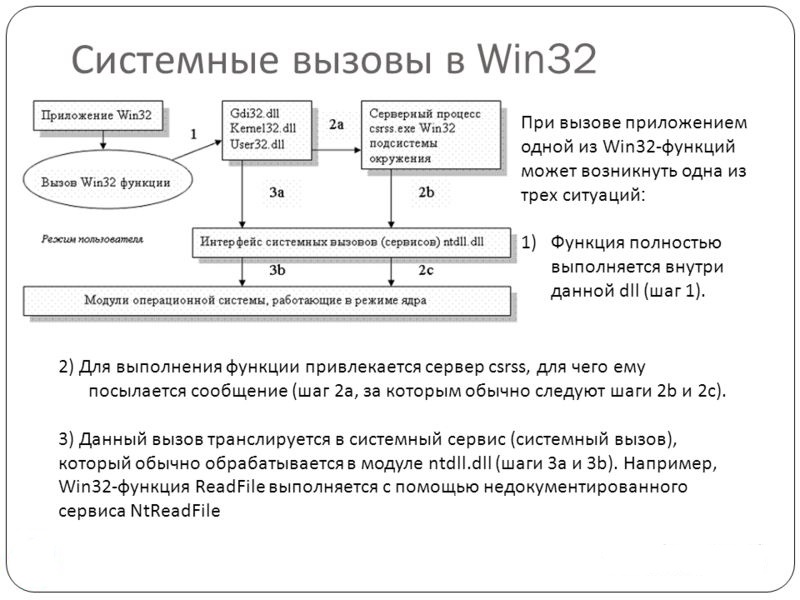 Системные вызовы в Win32
Приложение Win32
Вызов Win32 функции
1
Gdi32.dll
Kernel32.dll
User32.dll
2a
Серверный процесс
csrss.exe Win32
подсистемы
окружения
3a
2b
Режим пользователя
Интерфейс системных вызовов (сервисов) ntdll.dll
3b
2c
Модули операционной системы, работающие в режиме ядра
При вызове приложением
одной из Win32-функций
может возникнуть одна из
трех ситуаций:
1) Функция полностью
выполняется внутри
данной dll (шаг 1).
2) Для выполнения функции привлекается сервер csrss, для чего ему
посылается сообщение (шаг 2a, за которым обычно следуют шаги 2b и 2c).
3) Данный вызов транслируется в системный сервис (системный вызов),
который обычно обрабатывается в модуле ntdll.dll (шаги 3a и 3b). Например,
Win32-функция ReadFile выполняется с помощью недокументированного
сервиса NtReadFile